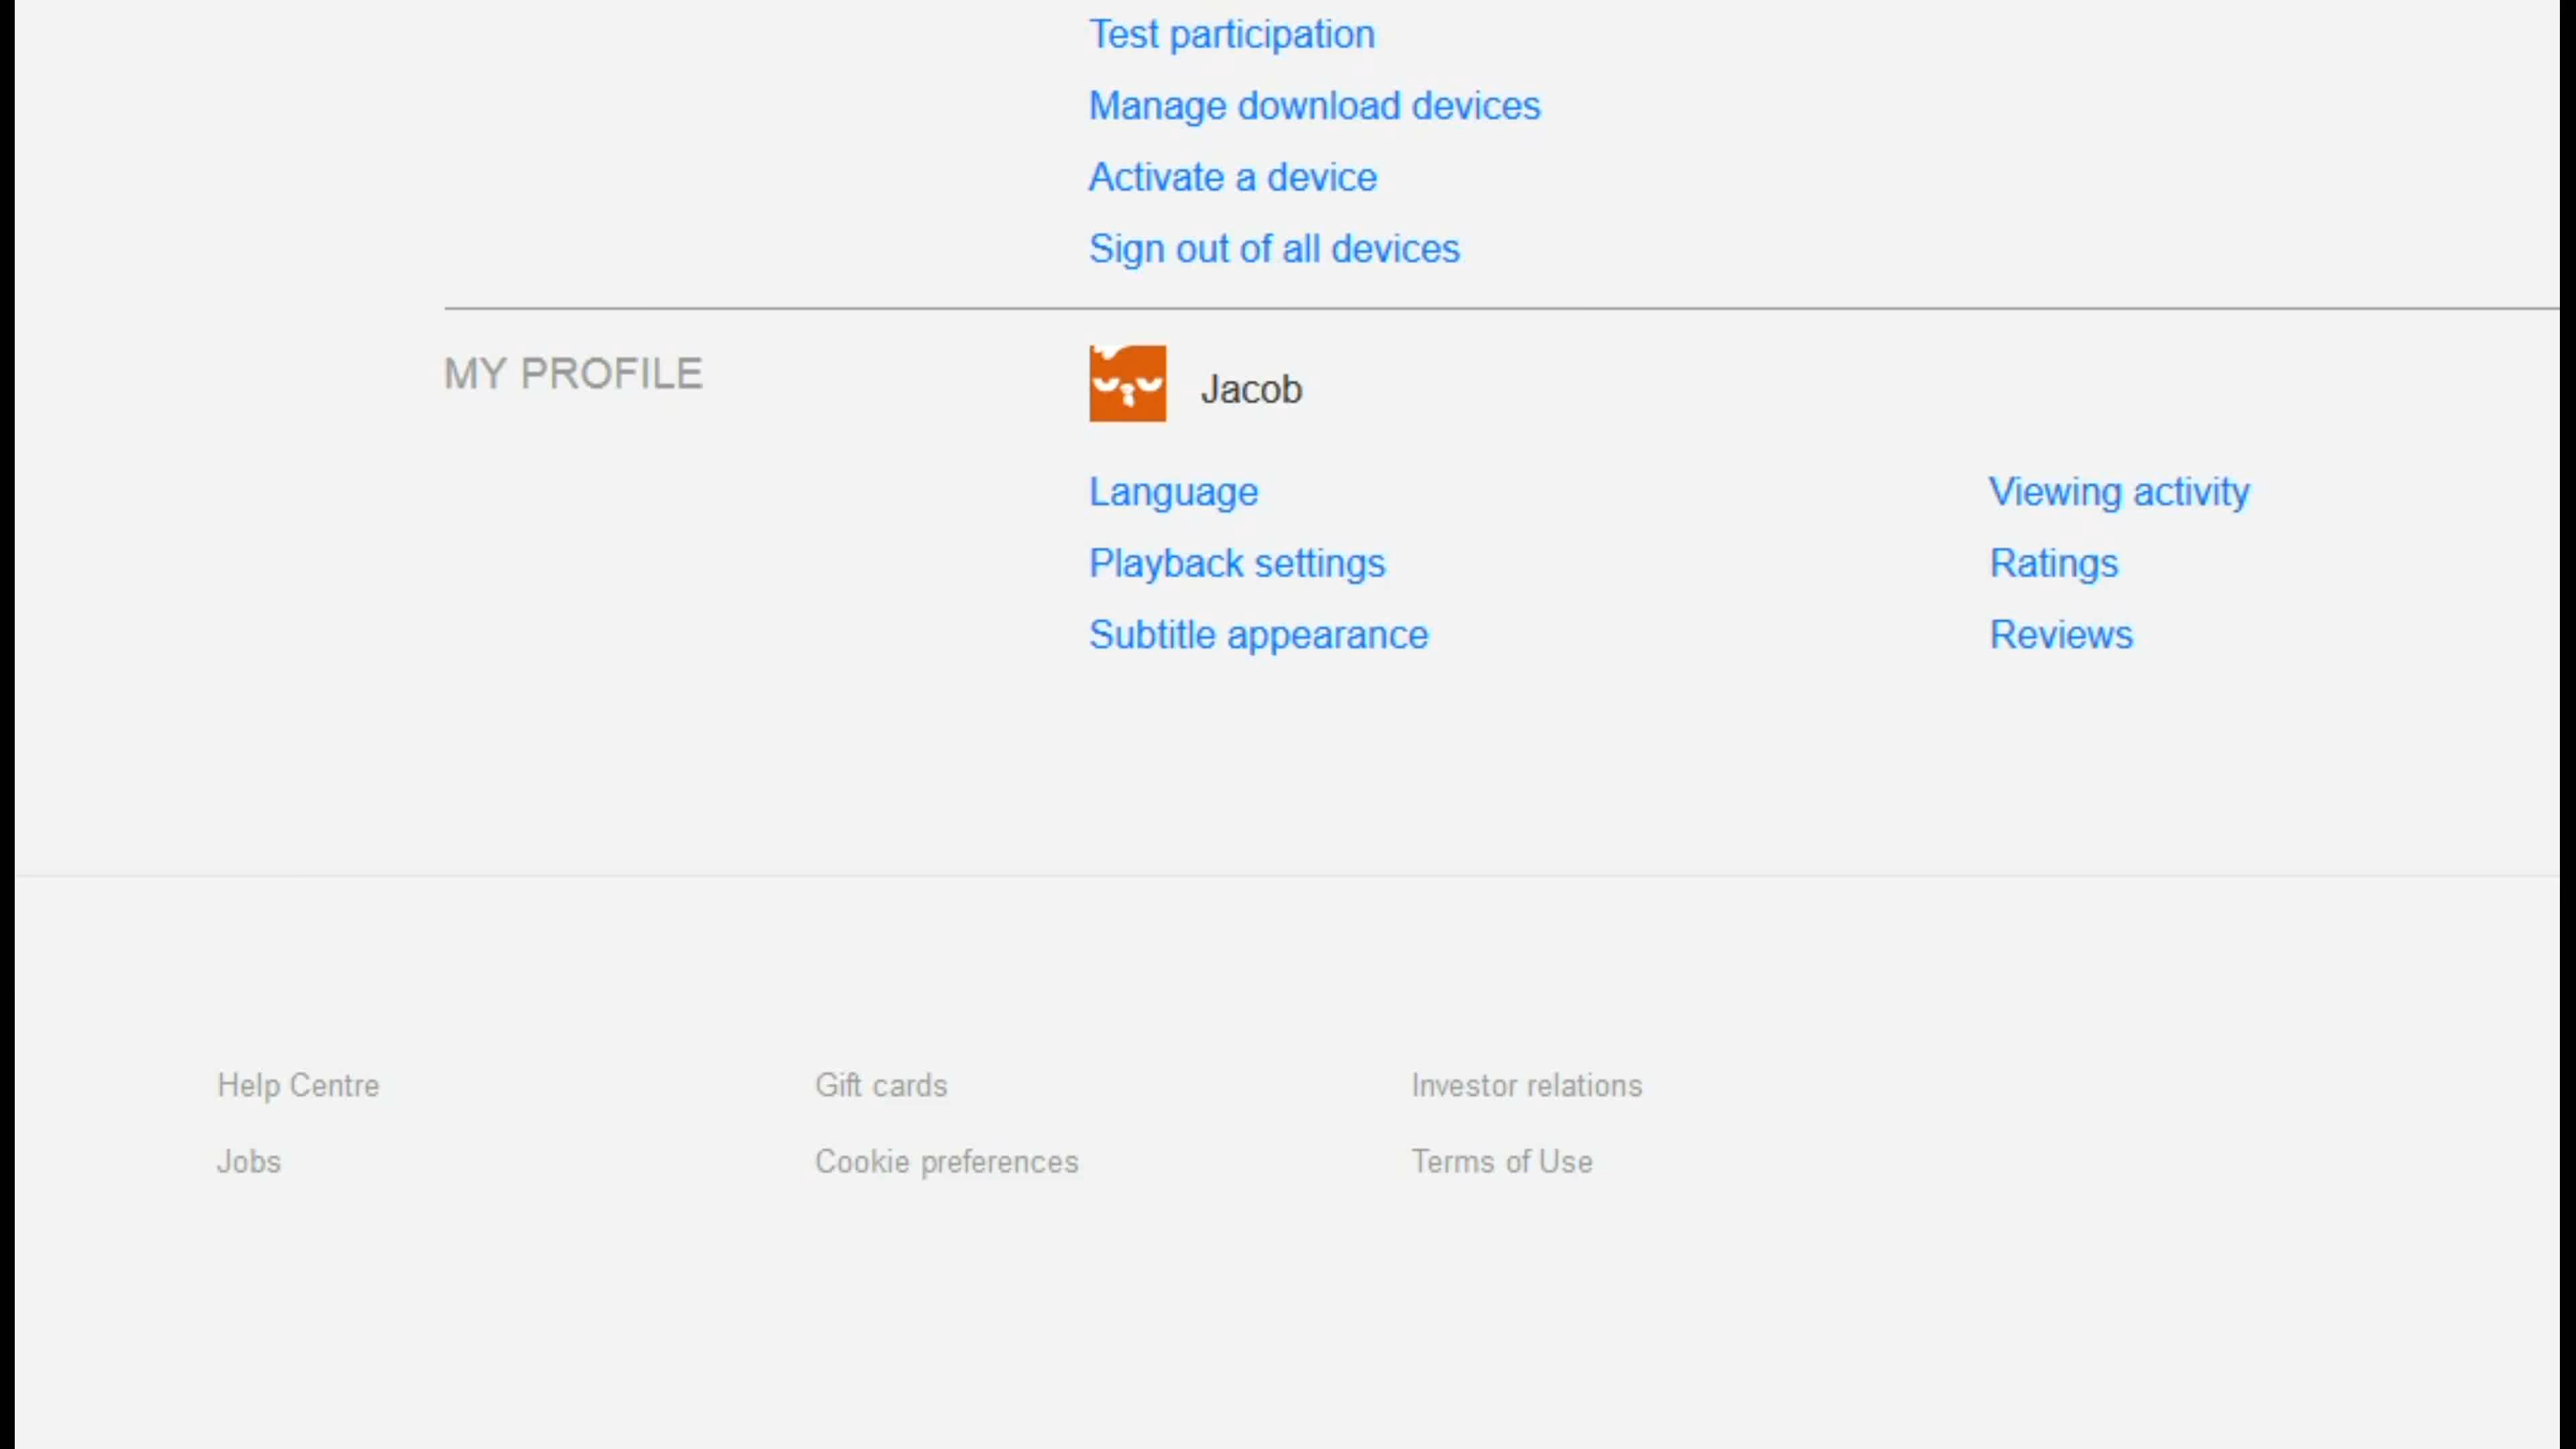 Test participation
Manage download devices
Activate a device
Sign out of all devices
MY PROFILE
Jacob
Language
Viewing activity
Playback settings
Ratings
Subtitle appearance
Reviews
Help Centre
Gift cards
Investor relations
Jobs
Cookie preferences
Terms of Use